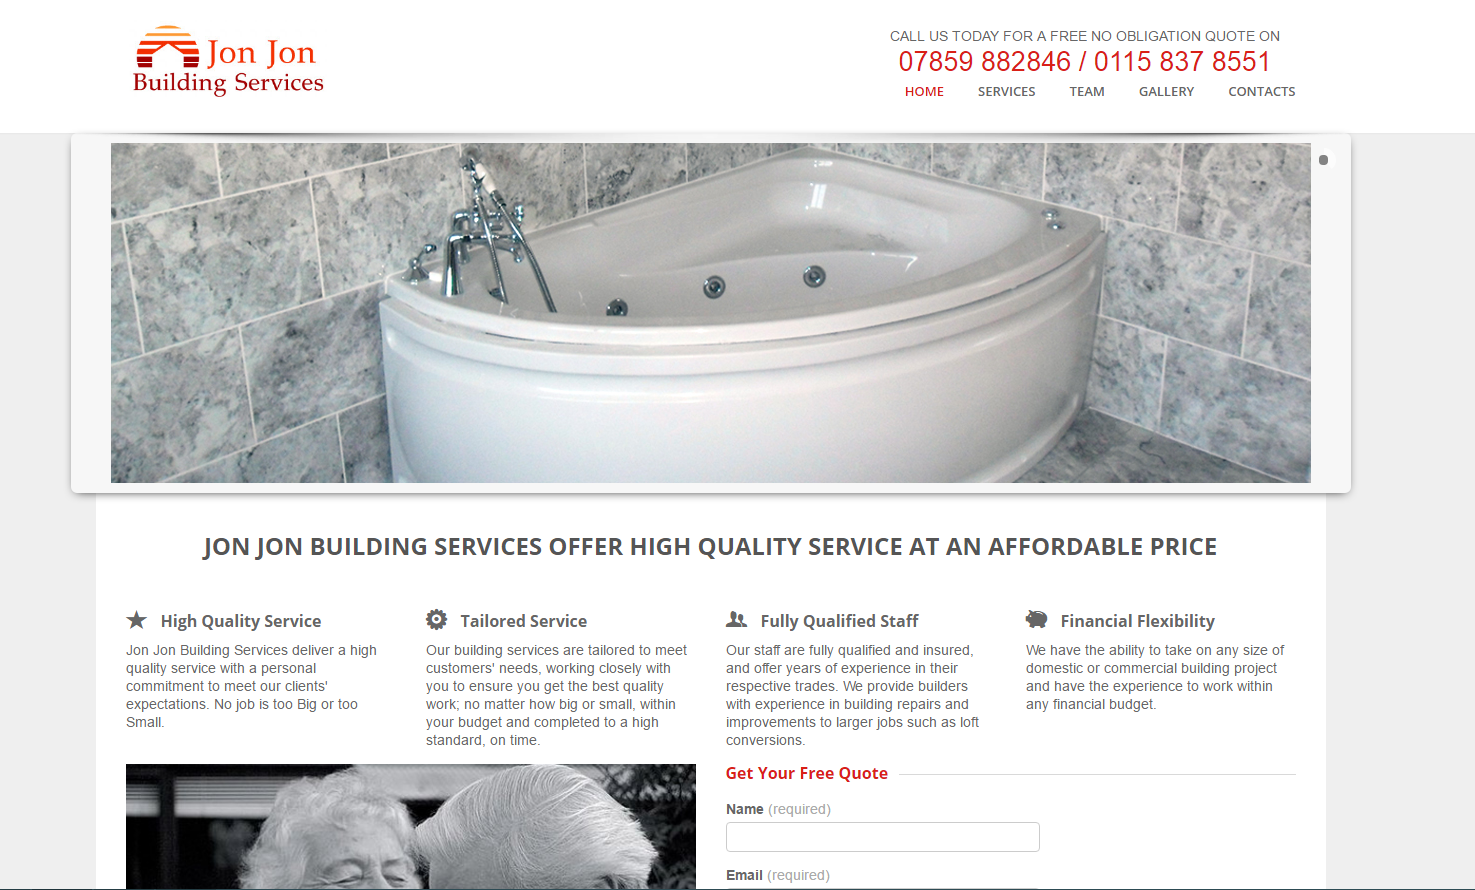 Jon Jon
Building Services
CALL US TODAY FOR A FREE NO OBLIGATION QUOTE ON
07859 882846 / 0115 837 8551
HOME SERVICES TEAM GALLERY CONTACTS
JON JON BUILDING SERVICES OFFER HIGH QUALITY SERVICE AT AN AFFORDABLE PRICE
High Quality Service
Jon Jon Building Services deliver a high
quality service with a personal
commitment to meet our clients'
expectations. No job is too Big or too
Small.
Tailored Service
Our building services are tailored to meet
customers' needs, working closely with
you to ensure you get the best quality
work; no matter how big or small, within
your budget and completed to a high
standard, on time.
Fully Qualified Staff
Our staff are fully qualified and insured,
and offer years of experience in their
respective trades. We provide builders
with experience in building repairs and
improvements to larger jobs such as loft
conversions.
Financial Flexibility
We have the ability to take on any size of
domestic or commercial building project
and have the experience to work within
any financial budget.
Get Your Free Quote
Name (required)
Email (required)